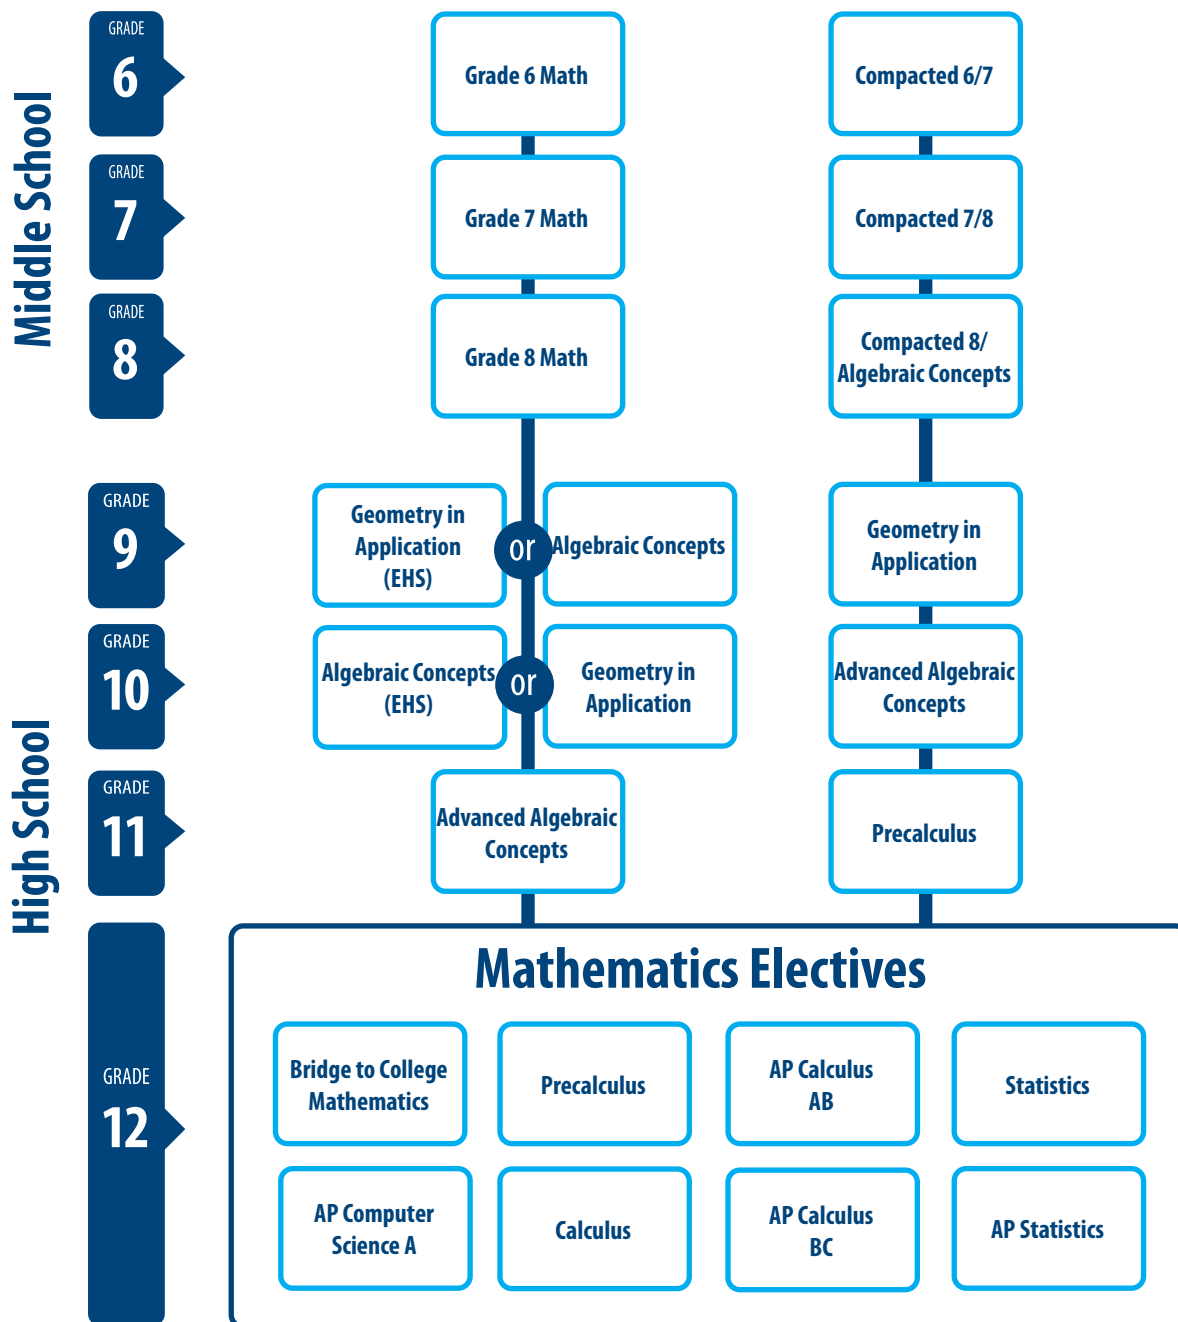 Middle School
GRADE
6
Grade 6 Math
Compacted 6/7
GRADE
7
Grade 7 Math
Compacted 7/8
GRADE
8
Grade 8 Math
Compacted 8/
Algebraic Concepts
High School
GRADE
9
Geometry in
Application
(EHS)
or
Algebraic Concepts
Geometry in
Application
GRADE
10
Algebraic Concepts
(EHS)
or
Geometry in
Application
Advanced Algebraic
Concepts
GRADE
11
Advanced Algebraic
Concepts
Precalculus
GRADE
12
Mathematics Electives
Bridge to College
Mathematics
Precalculus
AP Calculus
AB
Statistics
AP Computer
Science A
Calculus
AP Calculus
BC
AP Statistics